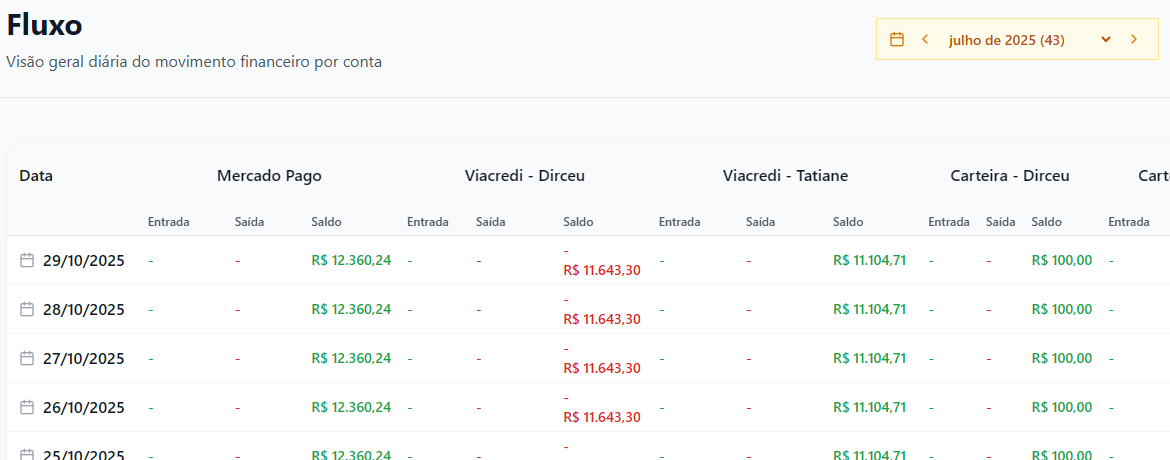 Fluxo
Visão geral diária do movimento financeiro por conta
julho de 2025 (43)
Data Mercado Pago Viacredi - Dirceu Viacredi - Tatiane Carteira - Dirceu Cart
Entrada Saída Saldo Entrada Saída Saldo Entrada Saída Saldo Entrada Saída Saldo Entrada
29/10/2025 - - R$ 12.360,24 - - -R$ 11.643,30 - - R$ 11.104,71 - - R$ 100,00 -
28/10/2025 - - R$ 12.360,24 - - -R$ 11.643,30 - - R$ 11.104,71 - - R$ 100,00 -
27/10/2025 - - R$ 12.360,24 - - -R$ 11.643,30 - - R$ 11.104,71 - - R$ 100,00 -
26/10/2025 - - R$ 12.360,24 - - -R$ 11.643,30 - - R$ 11.104,71 - - R$ 100,00 -
25/10/2025 - - R$ 12.360,24 - - - - - R$ 11.104,71 - - R$ 100,00 -